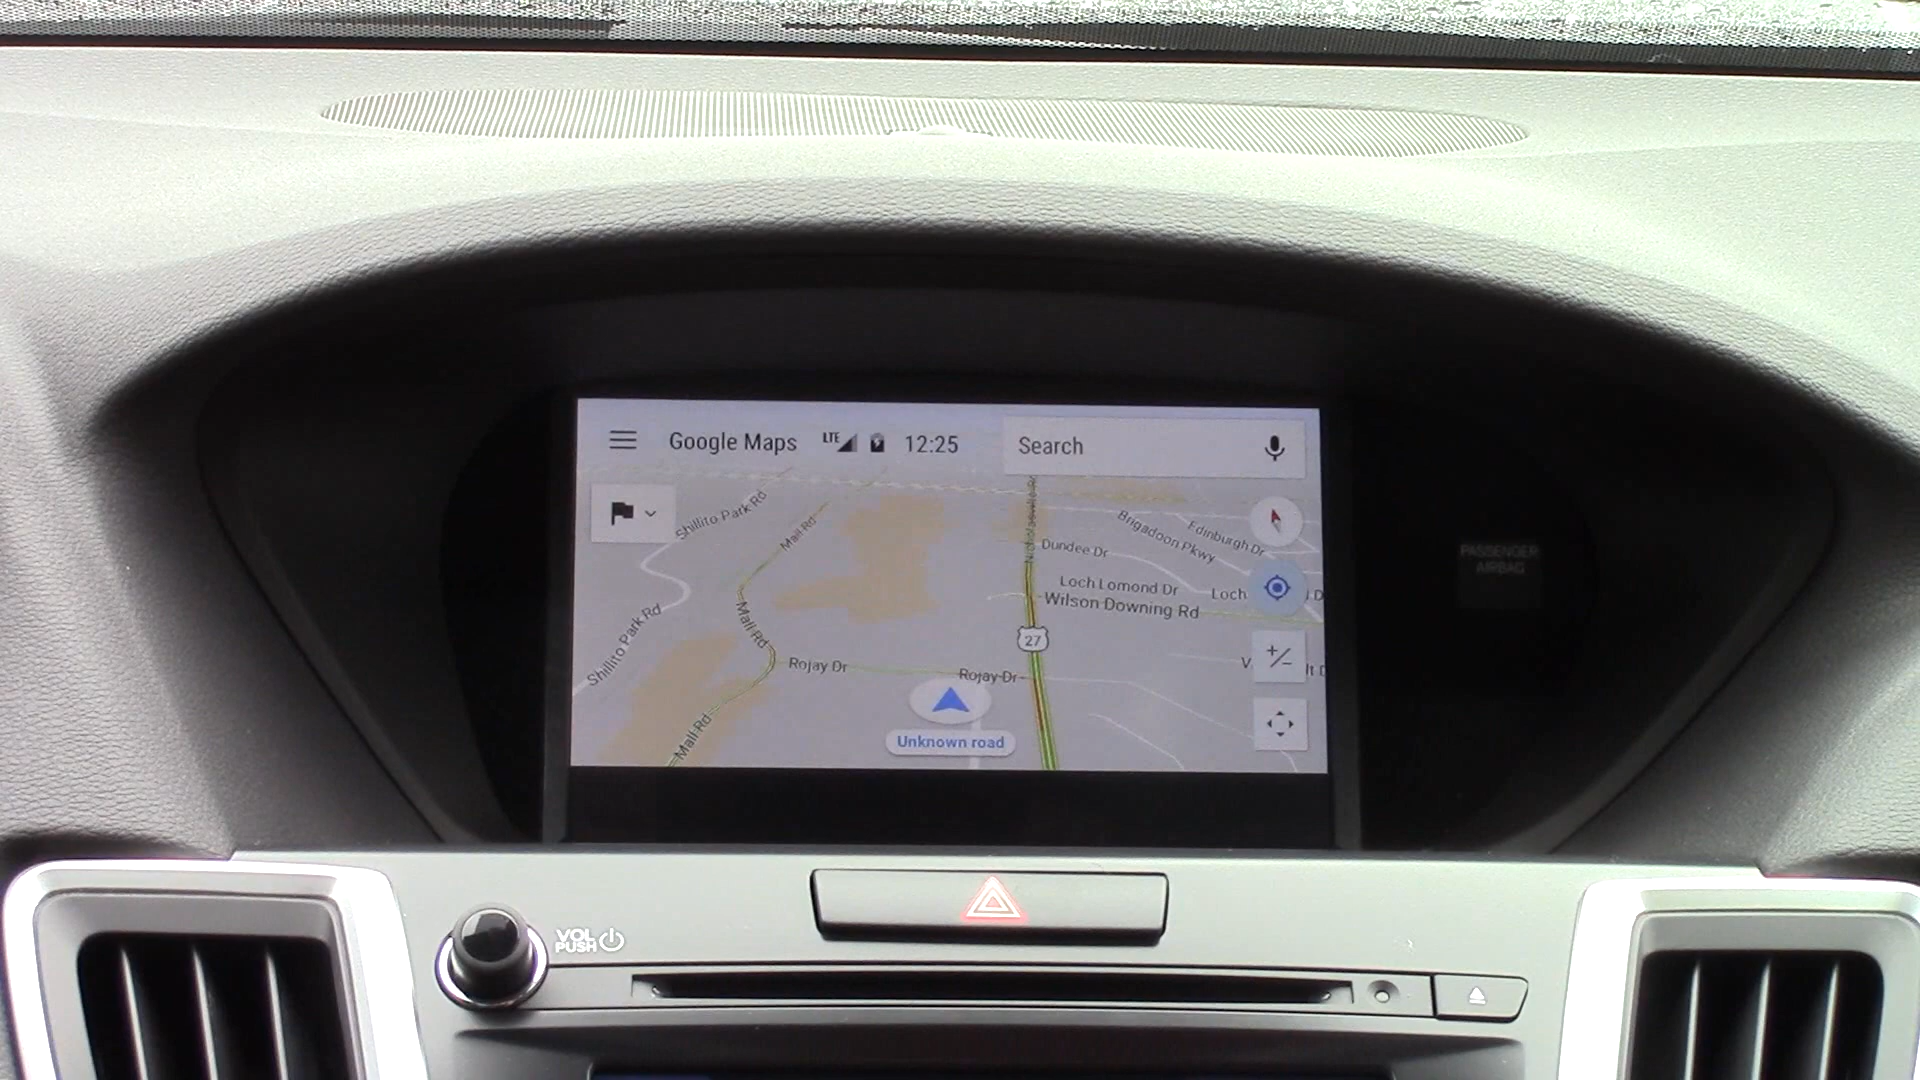 Google Maps
LTE
12:25
Search
Shillito Park Rd
Mall Rd
Brigadoon Pkwy
Edinburgh Dr
Dundee Dr
Loch Lomond Dr
Loch
Wilson Downing Rd
Shillito Park Rd
Mall Rd
27
+/-
Rojay Dr
Rojay Dr
Mall Rd
Unknown road
PASSENGER
AIRBAG
VOL
PUSH